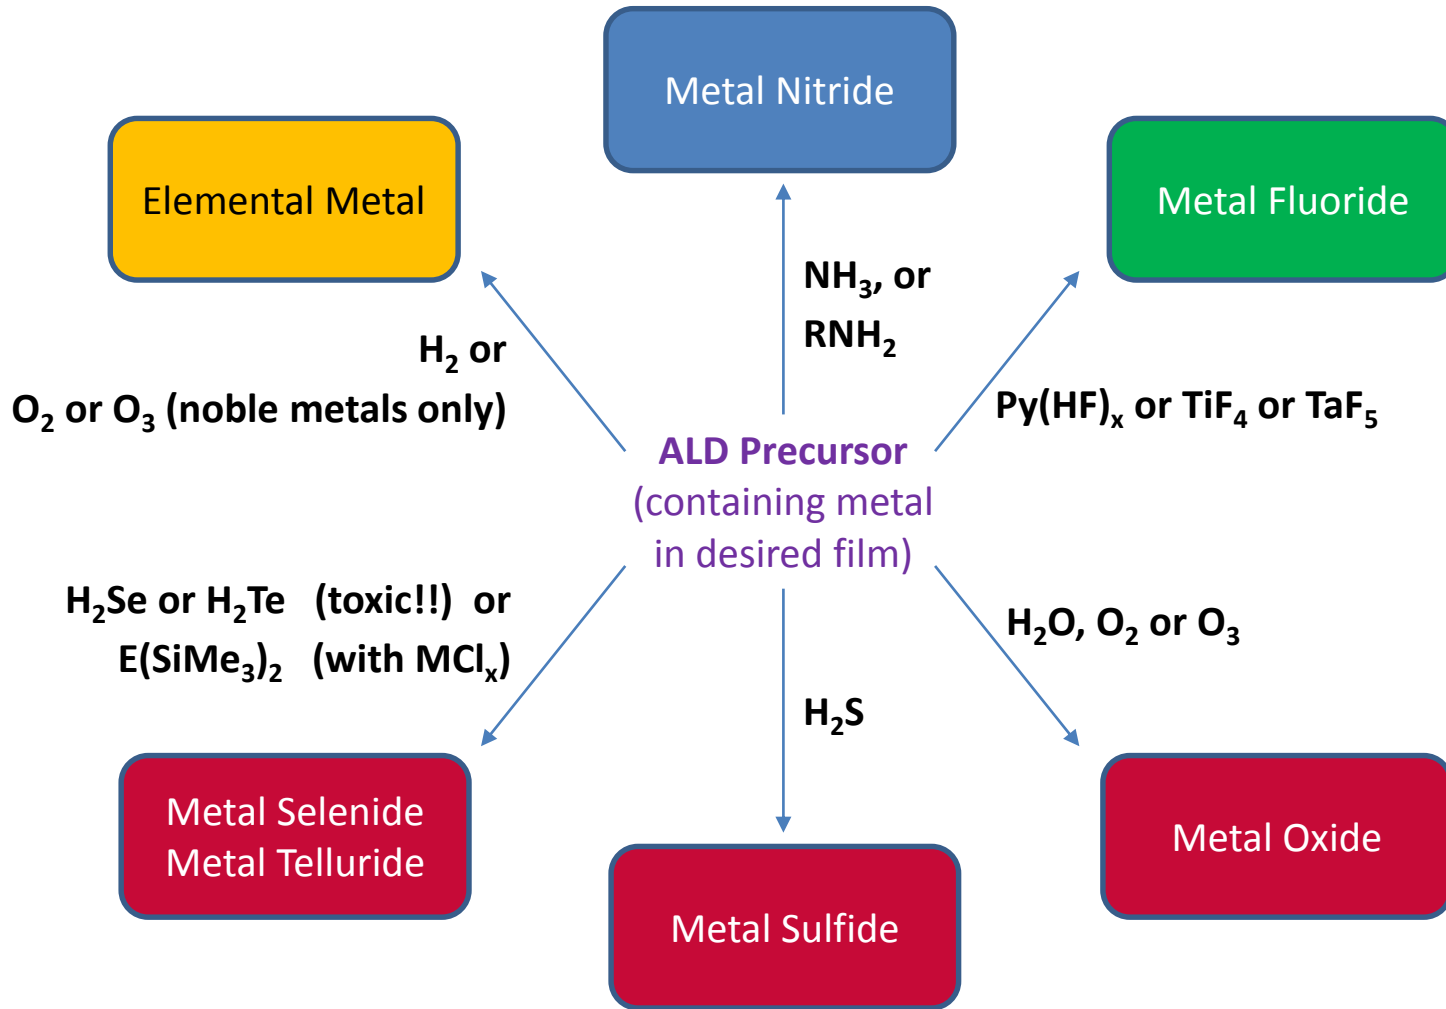 Metal Nitride
Elemental Metal
Metal Fluoride
NH₃, or
RNH₂
H₂ or
O₂ or O₃ (noble metals only)
Py(HF)ₓ or TiF₄ or TaF₅
ALD Precursor
(containing metal
in desired film)
H₂Se or H₂Te (toxic!!) or
E(SiMe₃)₂ (with MClₓ)
H₂O, O₂ or O₃
H₂S
Metal Selenide
Metal Telluride
Metal Oxide
Metal Sulfide